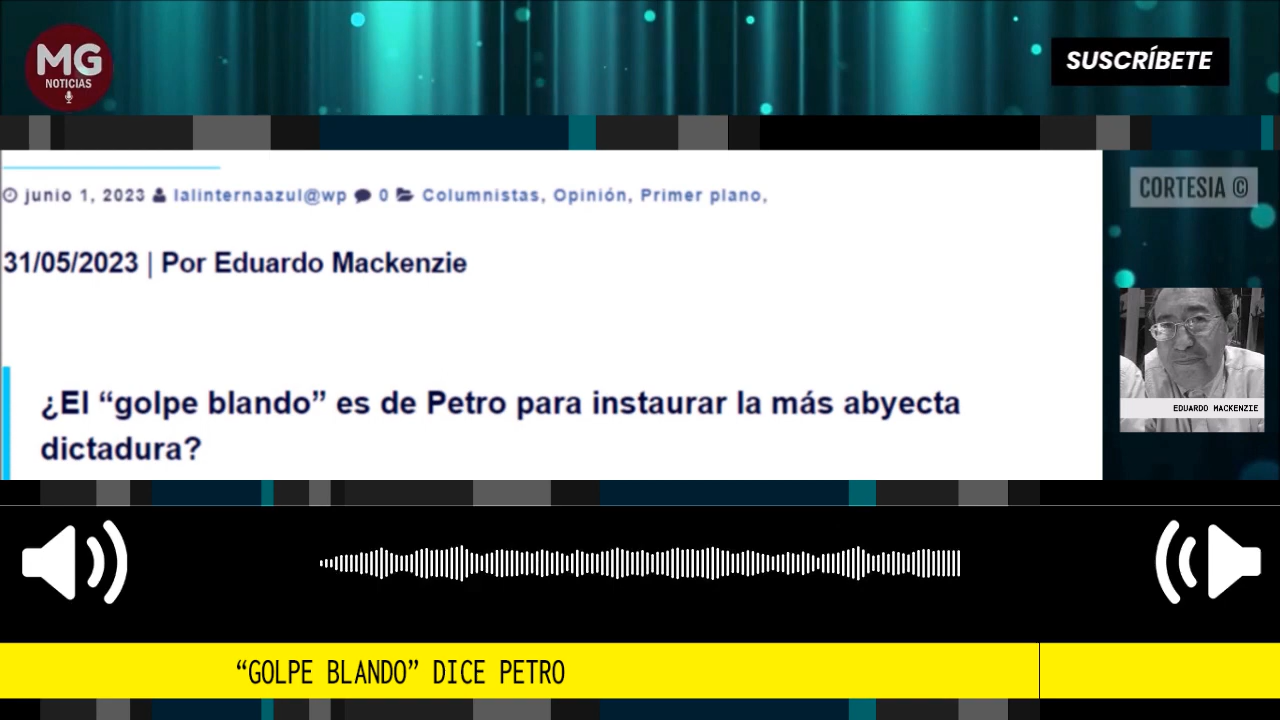 MG
NOTICIAS
SUSCRÍBETE
junio 1, 2023 lalinternaazul@wp 0 Columnistas, Opinión, Primer plano,
CORTESIA ©
31/05/2023 | Por Eduardo Mackenzie
¿El “golpe blando” es de Petro para instaurar la más abyecta
dictadura?
EDUARDO MACKENZIE
“GOLPE BLANDO” DICE PETRO